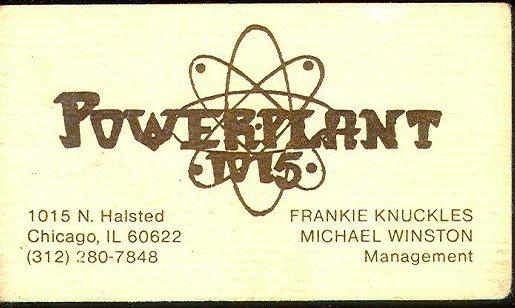 POWERPLANT
1015
1015 N. Halsted
Chicago, IL 60622
(312) 280-7848
FRANKIE KNUCKLES
MICHAEL WINSTON
Management